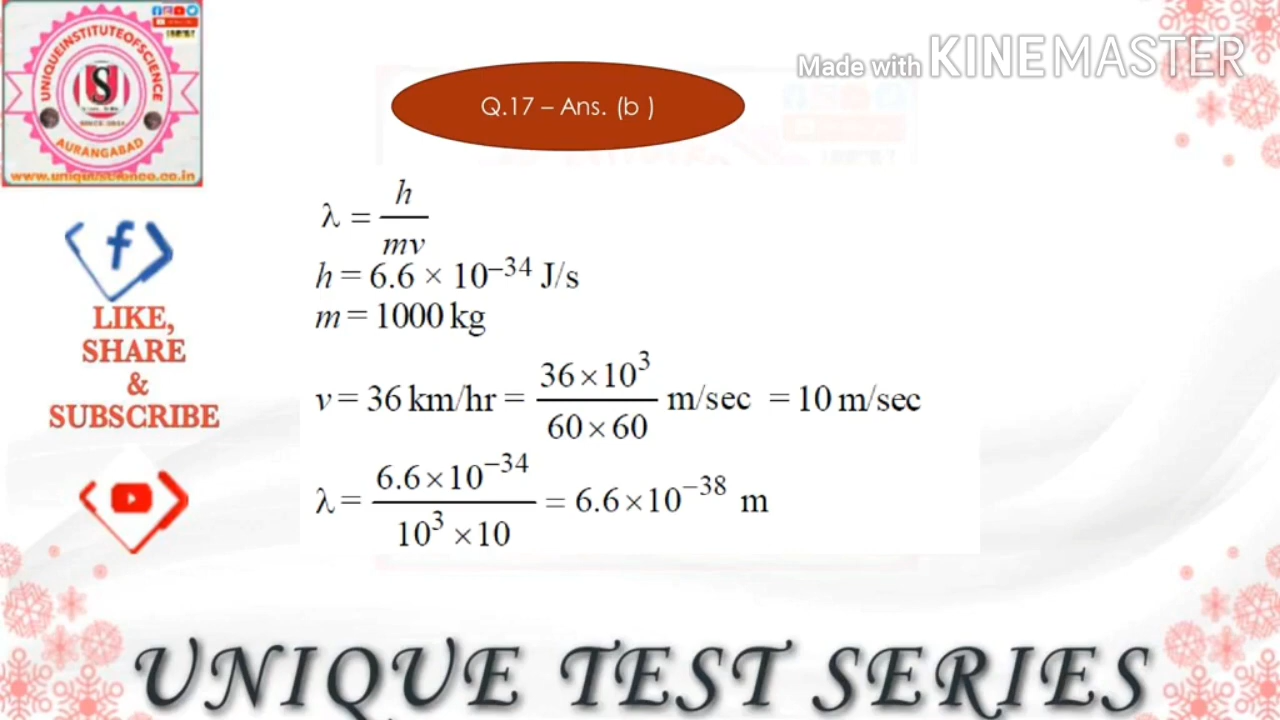 UNIQUEINSTITUTEOFSCIENCE
US
AURANGABAD
Made with KINEMASTER
Q.17 – Ans. (b )
λ = h / mv
h = 6.6 × 10⁻³⁴ J/s
m = 1000 kg
v = 36 km/hr = 36×10³ / 60×60 m/sec = 10 m/sec
λ = 6.6×10⁻³⁴ / 10³ ×10 = 6.6×10⁻³⁸ m
LIKE,
SHARE
&
SUBSCRIBE
UNIQUE TEST SERIES